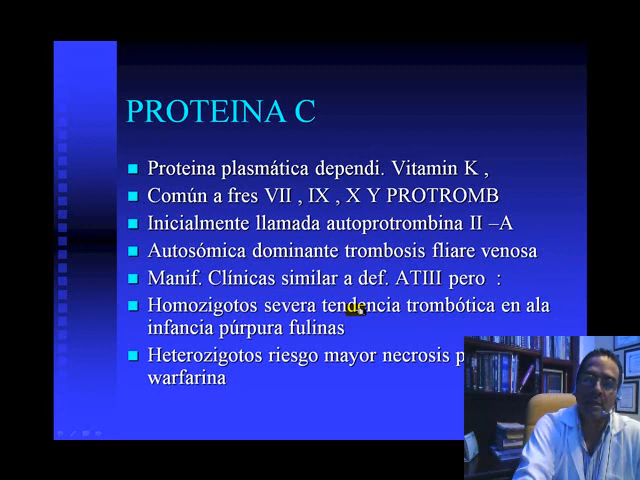 PROTEINA C
Proteina plasmática dependi. Vitamin K ,
Común a fres VII , IX , X Y PROTROMB
Inicialmente llamada autoprotrombina II –A
Autosómica dominante trombosis fliare venosa
Manif. Clínicas similar a def. ATIII pero :
Homozigotos severa tendencia trombótica en ala
infancia púrpura fulinas
Heterozigotos riesgo mayor necrosis p
warfarina